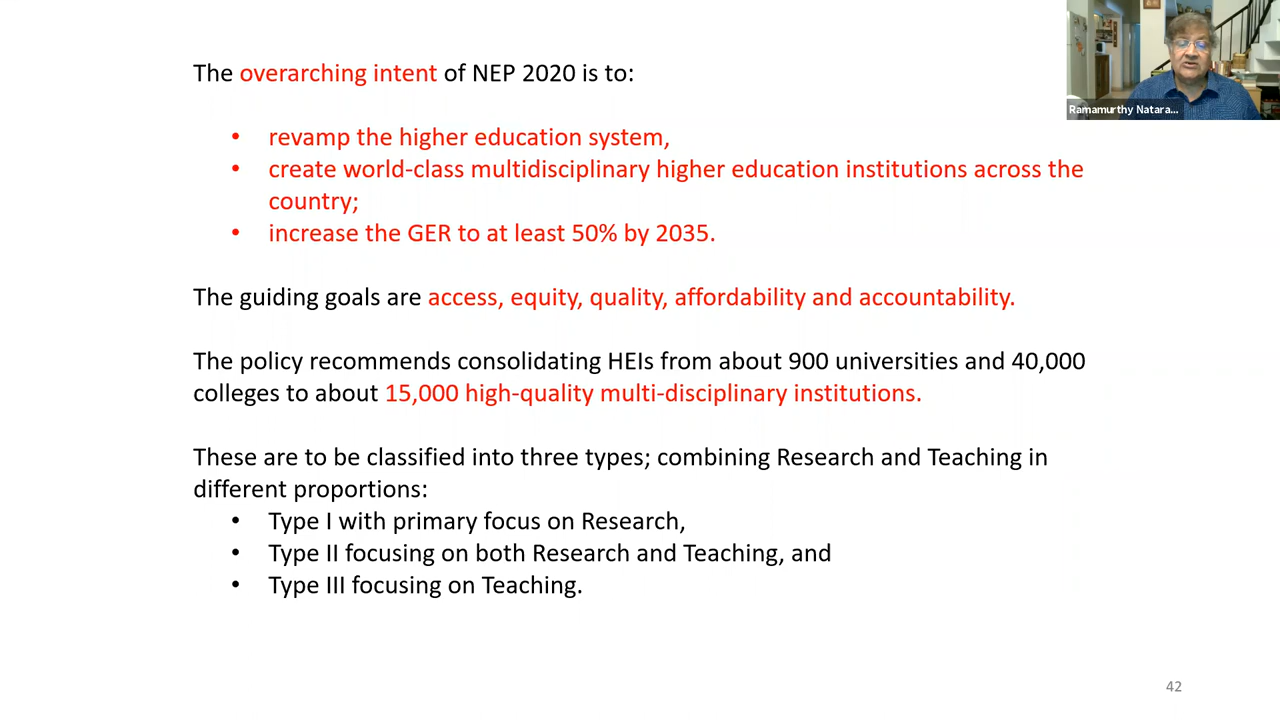 The overarching intent of NEP 2020 is to:
• revamp the higher education system,
• create world-class multidisciplinary higher education institutions across the
country;
• increase the GER to at least 50% by 2035.
The guiding goals are access, equity, quality, affordability and accountability.
The policy recommends consolidating HEIs from about 900 universities and 40,000
colleges to about 15,000 high-quality multi-disciplinary institutions.
These are to be classified into three types; combining Research and Teaching in
different proportions:
• Type I with primary focus on Research,
• Type II focusing on both Research and Teaching, and
• Type III focusing on Teaching.
Ramamurthy Natara...
42